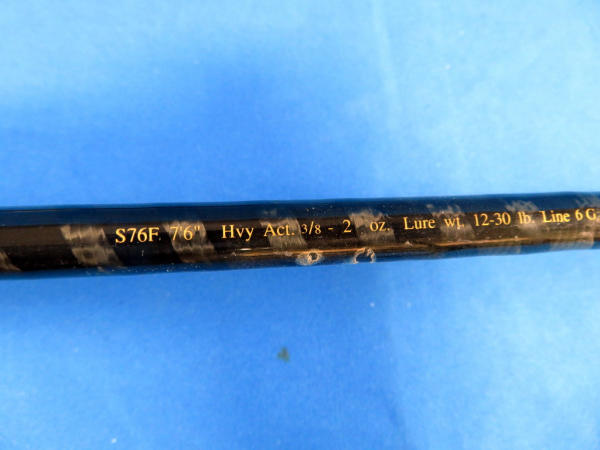 S76F. 7'6" Hvy Act. 3/8 - 2 oz. Lure wt. 12-30 lb. Line 6 G.